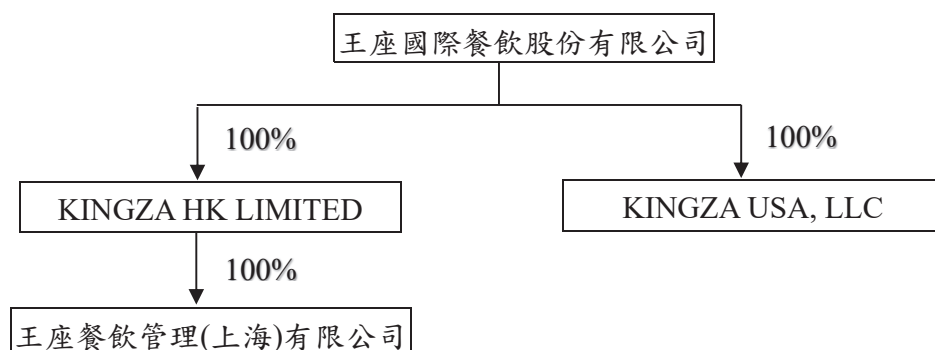 王座國際餐飲股份有限公司
100%
100%
KINGZA HK LIMITED
KINGZA USA, LLC
100%
王座餐飲管理(上海)有限公司